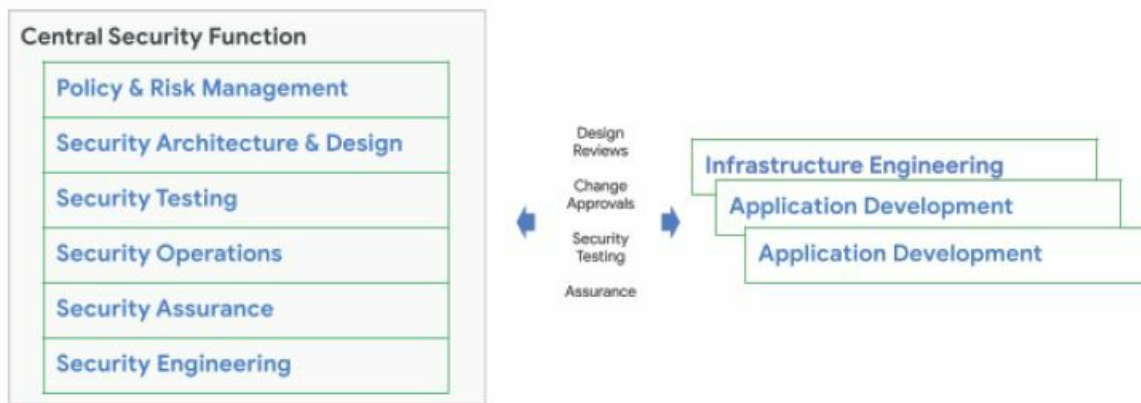 Central Security Function
Policy & Risk Management
Security Architecture & Design
Security Testing
Security Operations
Security Assurance
Security Engineering
Design
Reviews
Change
Approvals
Security
Testing
Assurance
Infrastructure Engineering
Application Development
Application Development